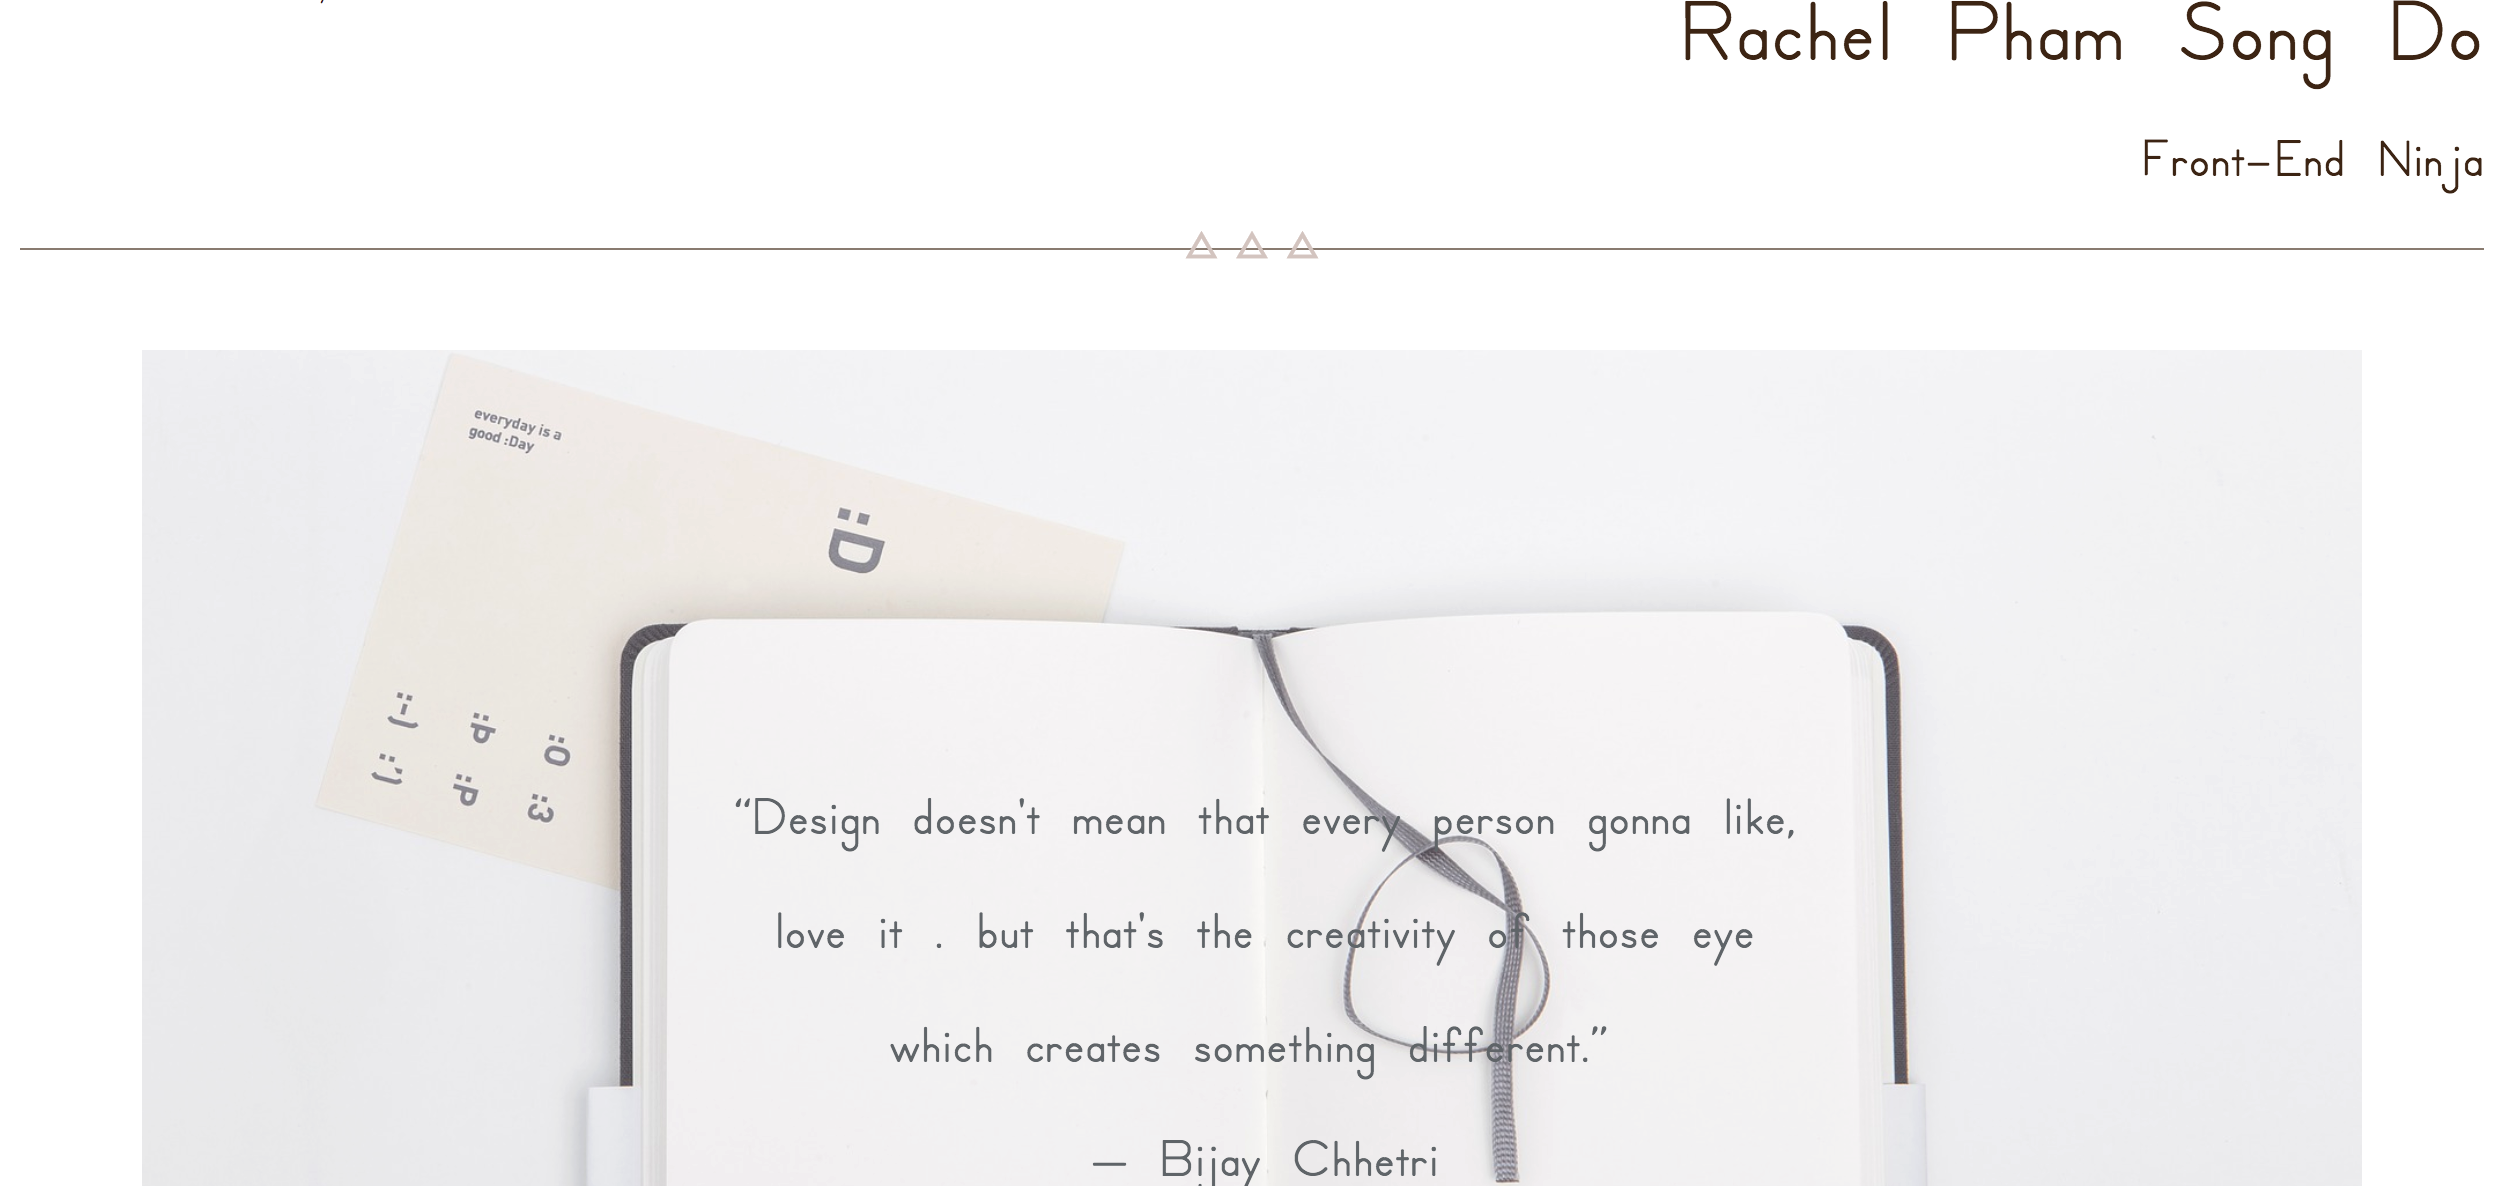 Rachel Pham Song Do
Front-End Ninja
everyday is a
good :Day
:D
“Design doesn't mean that every person gonna like,
love it . but that's the creativity of those eye
which creates something different.”
— Bijay Chhetri